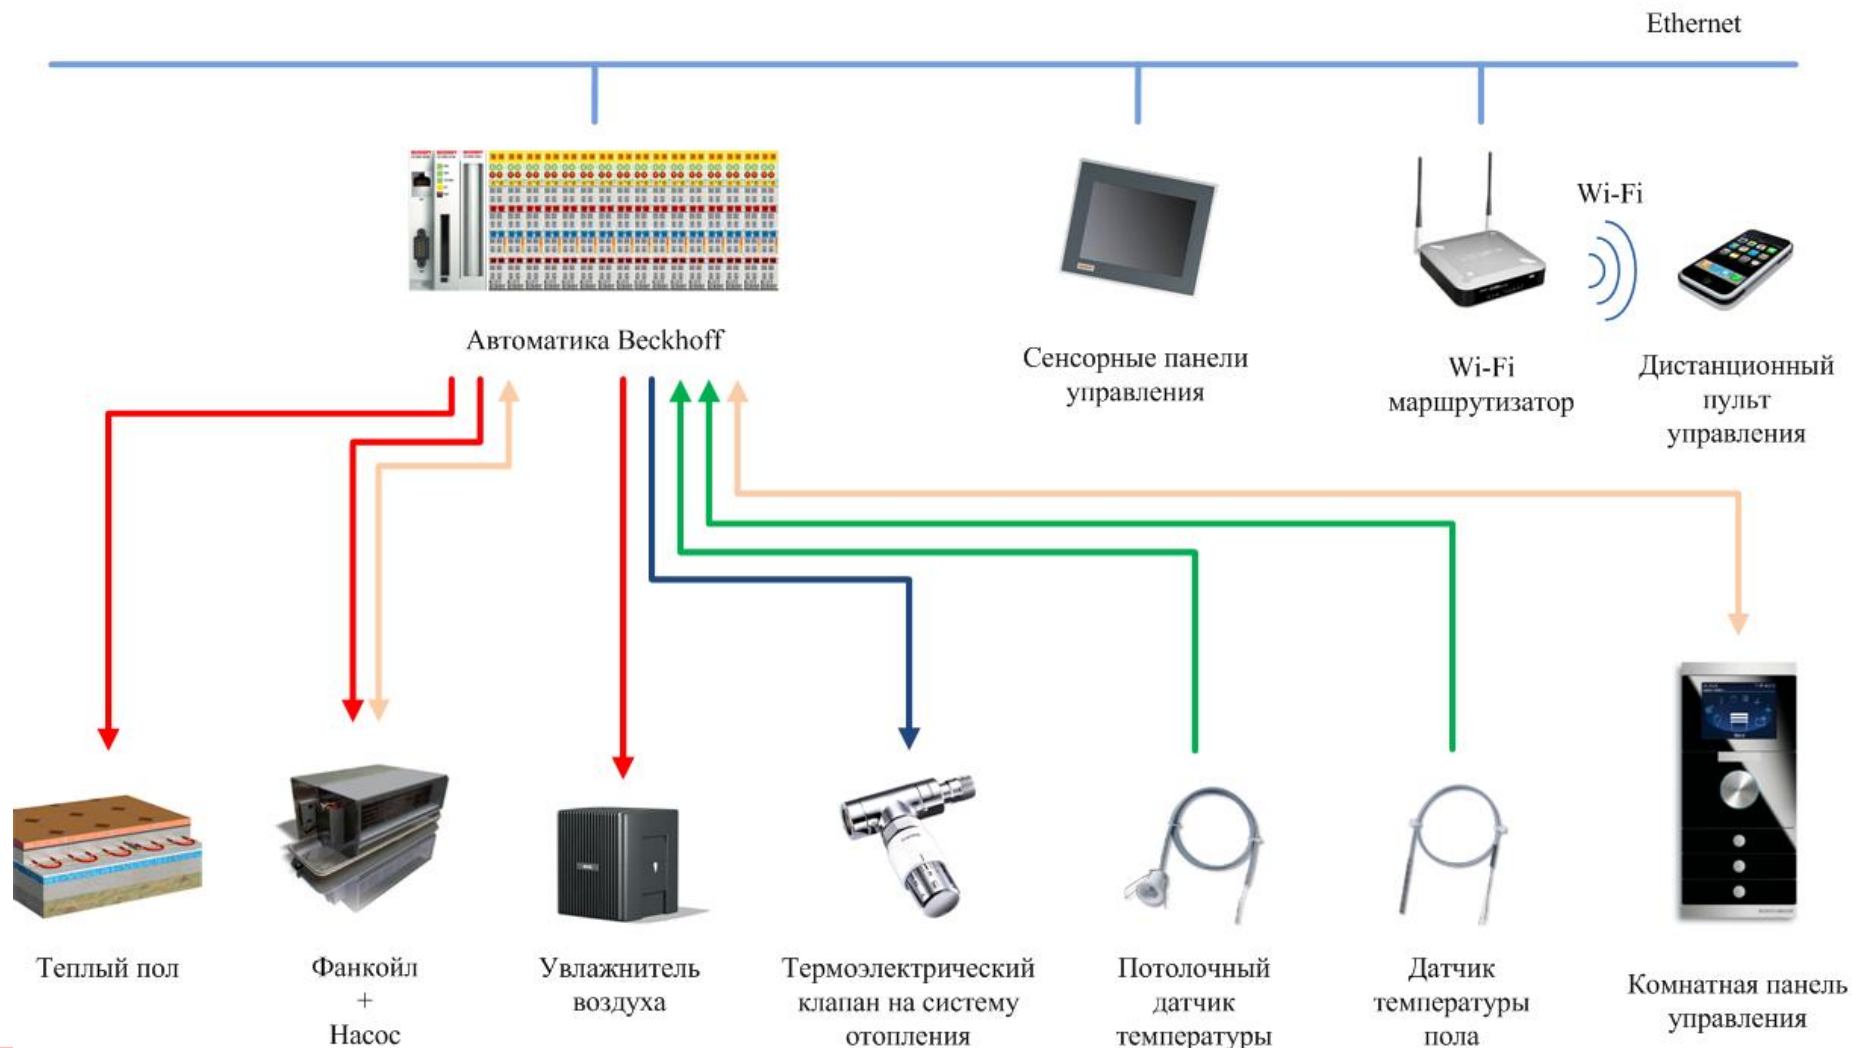 Ethernet
Wi-Fi
Автоматика Beckhoff
Сенсорные панели
управления
Wi-Fi
маршрутизатор
Дистанционный
пульт
управления
Теплый пол
Фанкойл
+
Насос
Увлажнитель
воздуха
Термоэлектрический
клапан на систему
отопления
Потолочный
датчик
температуры
Датчик
температуры
пола
Комнатная панель
управления